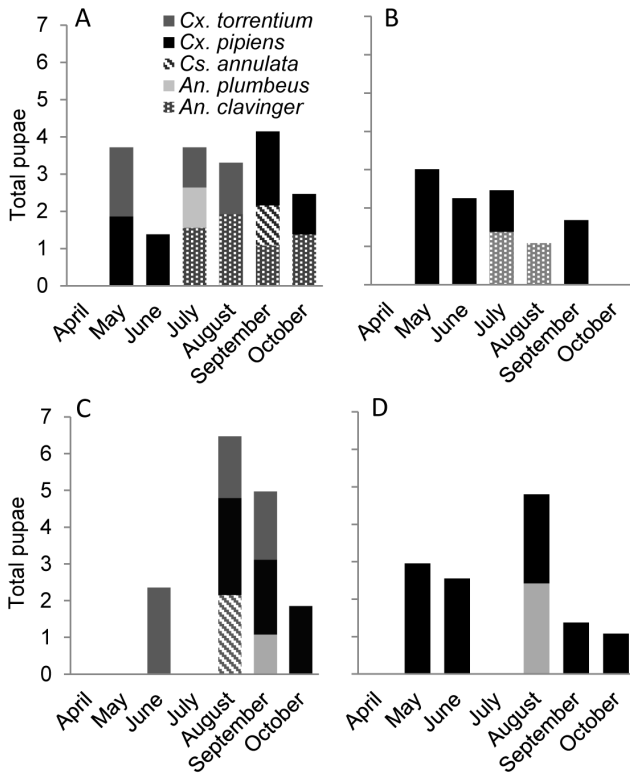 A
Cx. torrentium
Cx. pipiens
Cs. annulata
An. plumbeus
An. clavinger
7
6
5
4
3
2
1
0
Total pupae
April
May
June
July
August
September
October
B
April
May
June
July
August
September
October
C
7
6
5
4
3
2
1
0
Total pupae
April
May
June
July
August
September
October
D
April
May
June
July
August
September
October